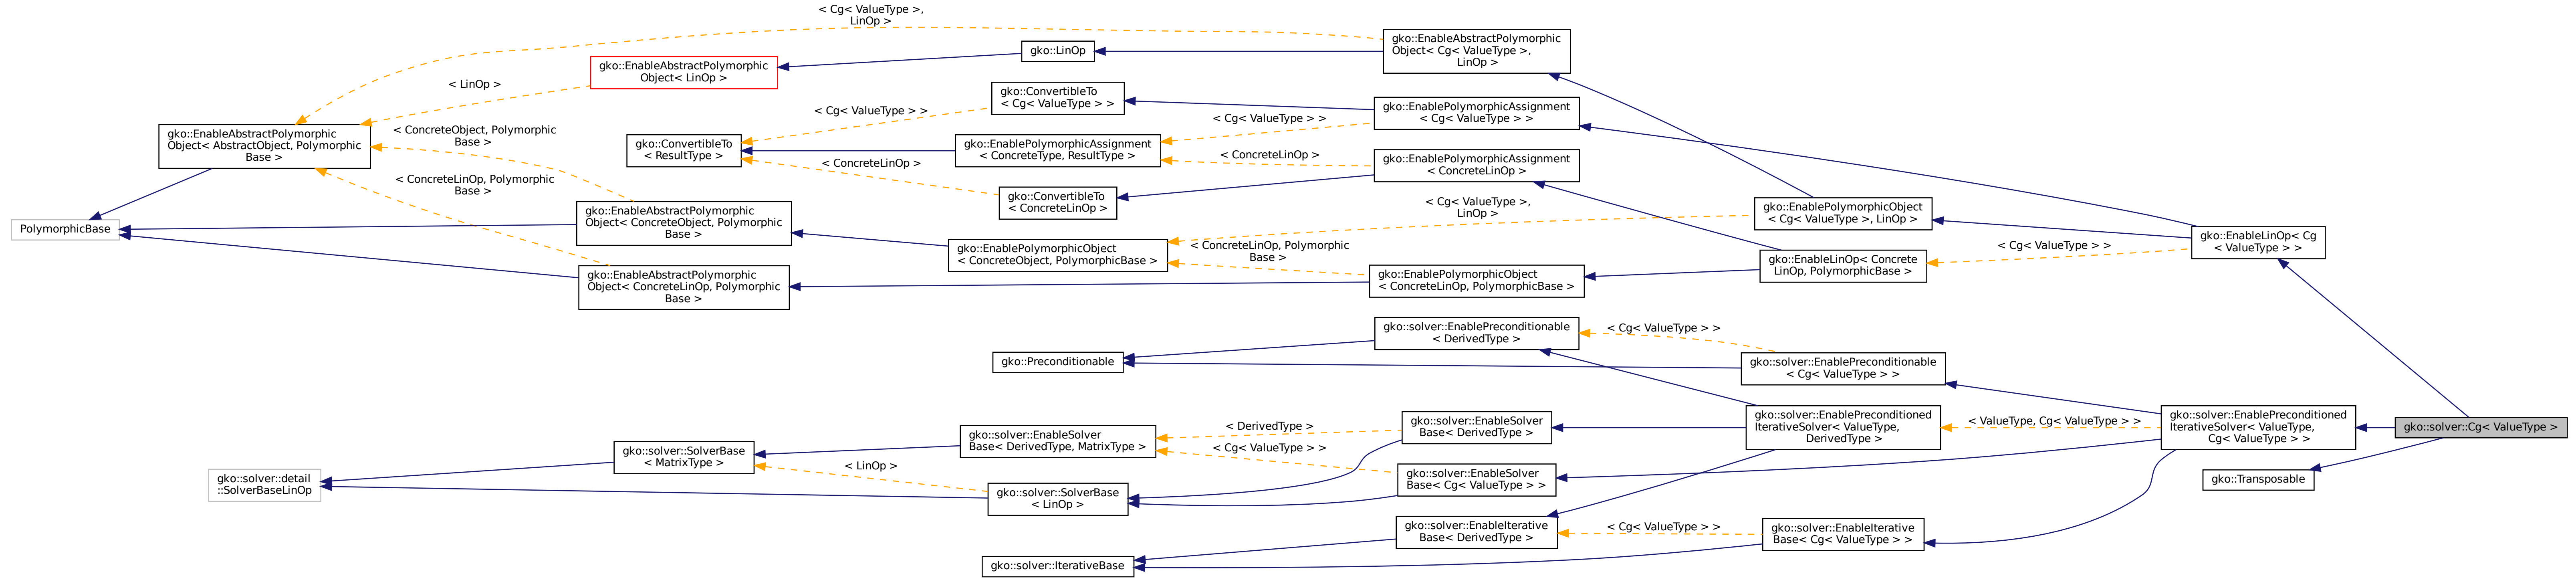 < Cg< ValueType >,
LinOp >
gko::EnableAbstractPolymorphic
Object< Cg< ValueType >,
LinOp >
gko::LinOp
gko::EnableAbstractPolymorphic
Object< LinOp >
< LinOp >
gko::ConvertibleTo
< Cg< ValueType > >
< Cg< ValueType > >
gko::EnablePolymorphicAssignment
< Cg< ValueType > >
< Cg< ValueType > >
gko::EnableAbstractPolymorphic
Object< AbstractObject, Polymorphic
Base >
< ConcreteObject, Polymorphic
Base >
gko::ConvertibleTo
< ResultType >
gko::EnablePolymorphicAssignment
< ConcreteType, ResultType >
< ConcreteLinOp >
gko::EnablePolymorphicAssignment
< ConcreteLinOp >
< ConcreteLinOp >
< ConcreteLinOp, Polymorphic
Base >
gko::ConvertibleTo
< ConcreteLinOp >
PolymorphicBase
gko::EnableAbstractPolymorphic
Object< ConcreteObject, Polymorphic
Base >
< Cg< ValueType >,
LinOp >
gko::EnablePolymorphicObject
< Cg< ValueType >, LinOp >
gko::EnableLinOp< Cg
< ValueType > >
gko::EnablePolymorphicObject
< ConcreteObject, PolymorphicBase >
< ConcreteLinOp, Polymorphic
Base >
< Cg< ValueType > >
gko::EnableLinOp< Concrete
LinOp, PolymorphicBase >
gko::EnableAbstractPolymorphic
Object< ConcreteLinOp, Polymorphic
Base >
gko::EnablePolymorphicObject
< ConcreteLinOp, PolymorphicBase >
gko::solver::EnablePreconditionable
< DerivedType >
< Cg< ValueType > >
gko::Preconditionable
gko::solver::EnablePreconditionable
< Cg< ValueType > >
gko::solver::EnableSolver
Base< DerivedType >
gko::solver::EnablePreconditioned
IterativeSolver< ValueType,
DerivedType >
< ValueType, Cg< ValueType > >
gko::solver::EnablePreconditioned
IterativeSolver< ValueType,
Cg< ValueType > >
gko::solver::Cg< ValueType >
gko::solver::EnableSolver
Base< DerivedType, MatrixType >
< DerivedType >
< Cg< ValueType > >
gko::solver::SolverBase
< MatrixType >
< LinOp >
gko::solver::EnableSolver
Base< Cg< ValueType > >
gko::Transposable
gko::solver::detail
::SolverBaseLinOp
gko::solver::SolverBase
< LinOp >
gko::solver::EnableIterative
Base< DerivedType >
< Cg< ValueType > >
gko::solver::EnableIterative
Base< Cg< ValueType > >
gko::solver::IterativeBase